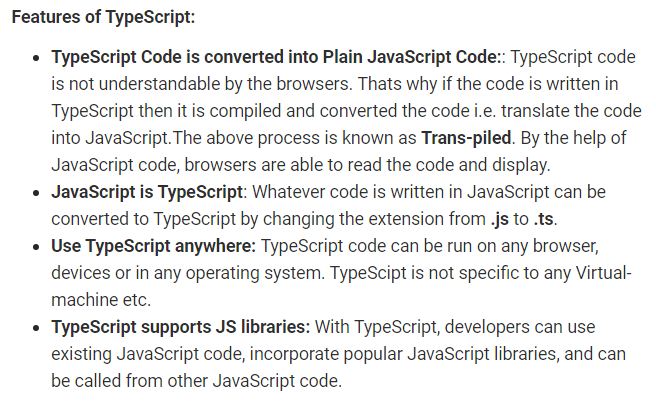 Features of TypeScript:
TypeScript Code is converted into Plain JavaScript Code:: TypeScript code
is not understandable by the browsers. Thats why if the code is written in
TypeScript then it is compiled and converted the code i.e. translate the code
into JavaScript.The above process is known as Trans-piled. By the help of
JavaScript code, browsers are able to read the code and display.
JavaScript is TypeScript: Whatever code is written in JavaScript can be
converted to TypeScript by changing the extension from .js to .ts.
Use TypeScript anywhere: TypeScript code can be run on any browser,
devices or in any operating system. TypeScipt is not specific to any Virtual-
machine etc.
TypeScript supports JS libraries: With TypeScript, developers can use
existing JavaScript code, incorporate popular JavaScript libraries, and can
be called from other JavaScript code.